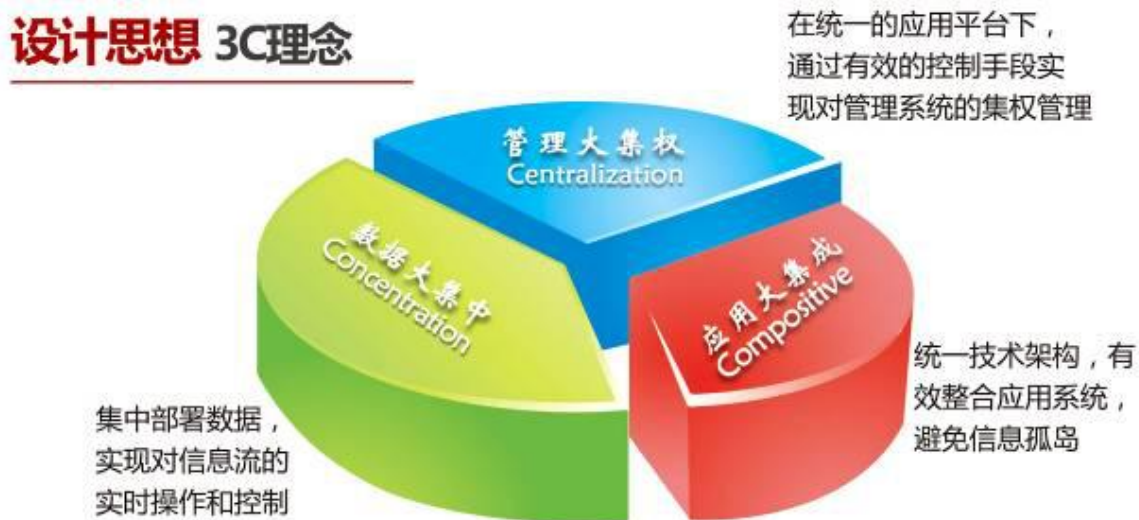 设计思想 3C理念
在统一的应用平台下，
通过有效的控制手段实
现对管理系统的集权管理
管理大集权
Centralization
数据大集中
Concentration
应用大集成
Compositive
统一技术架构，有
效整合应用系统，
避免信息孤岛
集中部署数据，
实现对信息流的
实时操作和控制